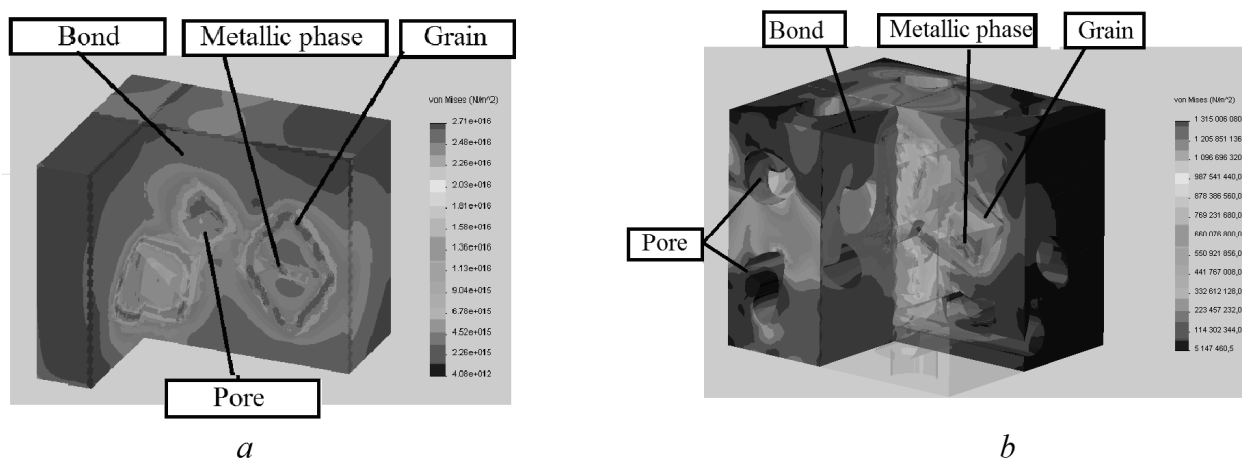 Bond
Metallic phase
Grain
von Mises (N/m^2)
2.71e+016
2.48e+016
2.26e+016
2.03e+016
1.81e+016
1.58e+016
1.36e+016
1.13e+016
9.04e+015
6.78e+015
4.52e+015
2.26e+015
4.08e+012
Pore
a
Bond
Metallic phase
Grain
Pore
von Mises (N/m^2)
1 315 006 080
1 205 851 136
1 096 696 320
987 541 440,0
878 386 560,0
769 231 680,0
660 076 800,0
550 921 856,0
441 767 008,0
332 612 128,0
223 457 232,0
114 302 344,0
5 147 460,5
b